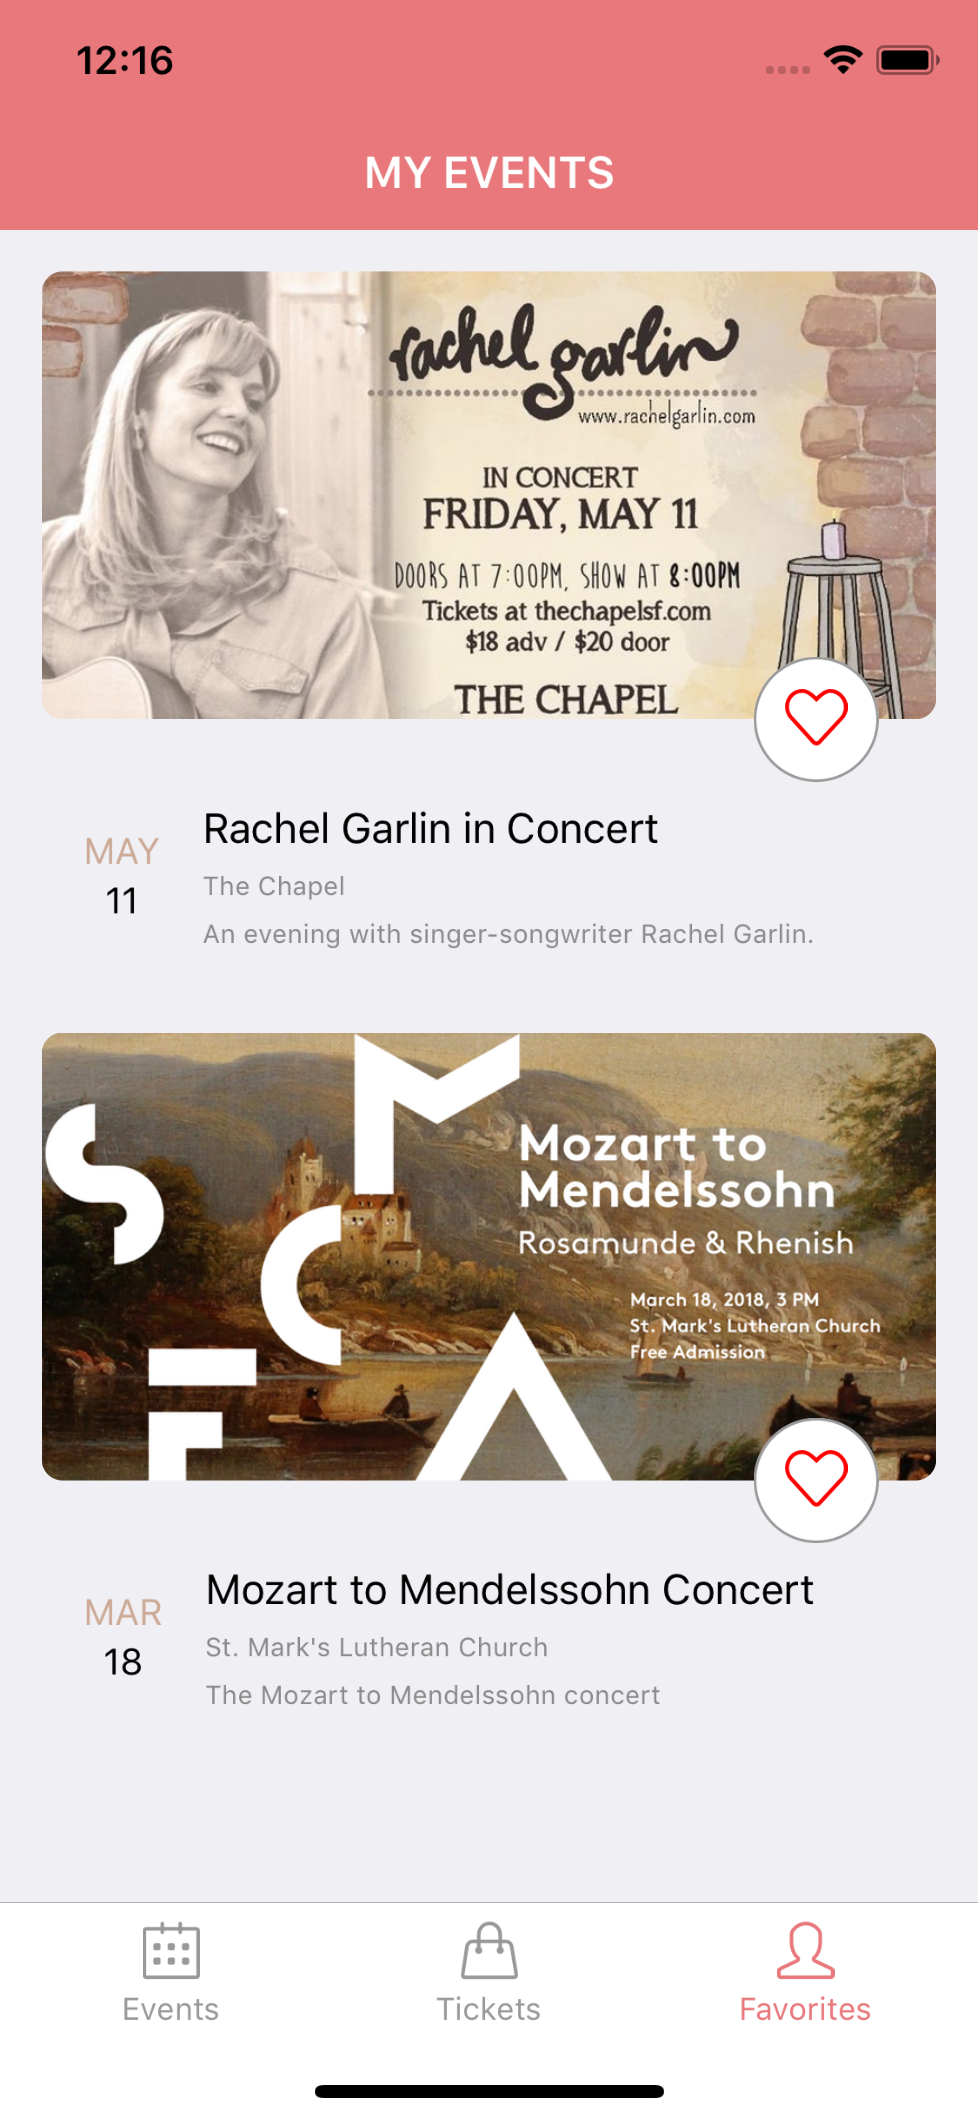 12:16
MY EVENTS
rachel garlin
www.rachelgarlin.com
IN CONCERT
FRIDAY, MAY 11
DOORS AT 7:00PM, SHOW AT 8:00PM
Tickets at thechapelsf.com
$18 adv / $20 door
THE CHAPEL
Rachel Garlin in Concert
MAY
11
The Chapel
An evening with singer-songwriter Rachel Garlin.
S M
C
F A
Mozart to
Mendelssohn
Rosamunde & Rhenish
March 18, 2018, 3 PM
St. Mark's Lutheran Church
Free Admission
Mozart to Mendelssohn Concert
MAR
18
St. Mark's Lutheran Church
The Mozart to Mendelssohn concert
Events
Tickets
Favorites